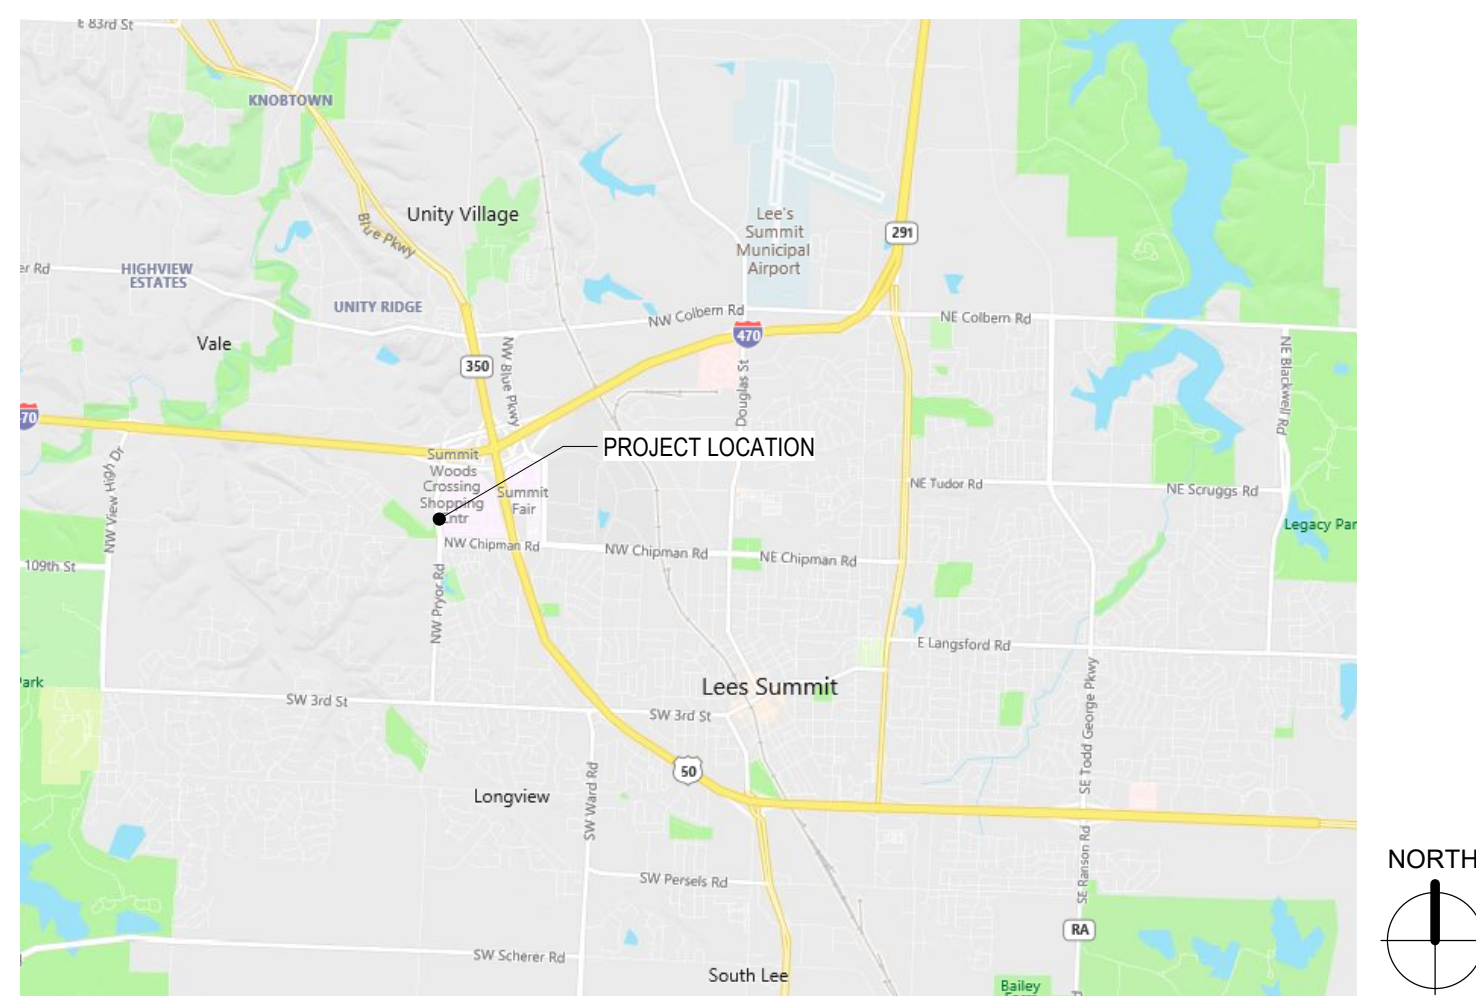 E 83rd St
KNOBTOWN
Unity Village
Blue Pkwy
Lee's
Summit
Municipal
Airport
291
er Rd
HIGHVIEW
ESTATES
UNITY RIDGE
NW Colbern Rd
NE Colbern Rd
Vale
470
350
NW Blue Pkwy
Douglas St
NE Blackwell Rd
70
PROJECT LOCATION
Summit
Woods
Crossing
Shopping
Cntr
Summit
Fair
NW View High Dr
NE Tudor Rd
NE Scruggs Rd
Legacy Par
NW Chipman Rd
NW Chipman Rd
NE Chipman Rd
109th St
NW Pryor Rd
E Langsford Rd
Park
Lees Summit
SW 3rd St
SW 3rd St
SE Todd George Pkwy
50
Longview
SW Ward Rd
SE Ranson Rd
NORTH
SW Persels Rd
RA
SW Scherer Rd
South Lee
Bailey